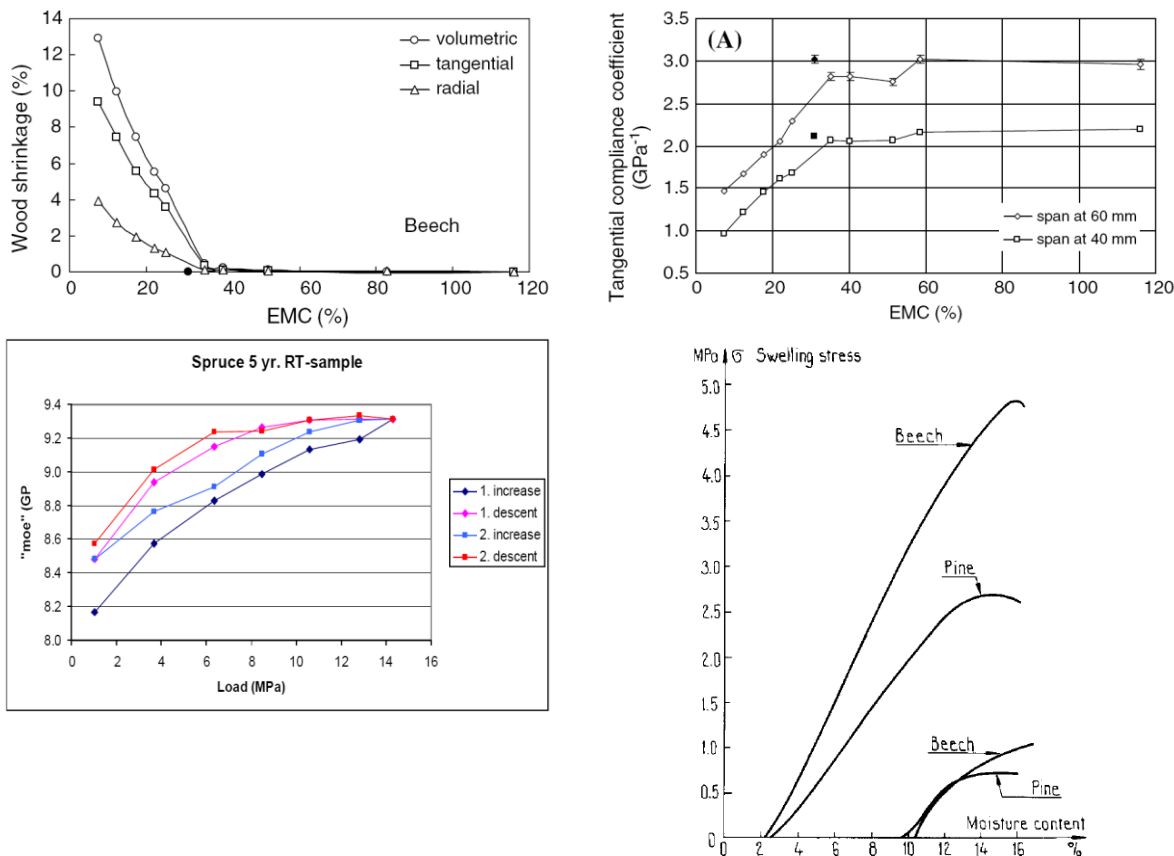 14
12
10
8
6
4
2
0
Wood shrinkage (%)
volumetric
tangential
radial
Beech
0 20 40 60 80 100 120
EMC (%)
(A)
3.5
3.0
2.5
2.0
1.5
1.0
0.5
Tangential compliance coefficient
(GPa-1)
span at 60 mm
span at 40 mm
0 20 40 60 80 100 120
EMC (%)
Spruce 5 yr. RT-sample
9.4
9.2
9.0
8.8
8.6
8.4
8.2
8.0
"moe" (GP
1. increase
1. descent
2. increase
2. descent
0 2 4 6 8 10 12 14 16
Load (MPa)
MPa σ Swelling stress
5.0
4.5
4.0
3.5
3.0
2.5
2.0
1.5
1.0
0.5
0
Beech
Pine
Beech
Pine
Moisture content
0 2 4 6 8 10 12 14 16 %